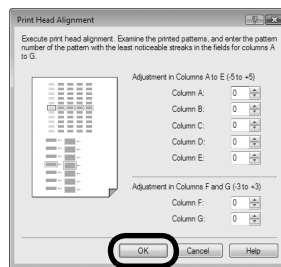 Print Head Alignment
Execute print head alignment. Examine the printed patterns, and enter the pattern
number of the pattern with the least noticeable streaks in the fields for columns A
to G.
Adjustment in Columns A to E (-5 to +5)
Column A: 0
Column B: 0
Column C: 0
Column D: 0
Column E: 0
Adjustment in Columns F and G (-3 to +3)
Column F: 0
Column G: 0
OK Cancel Help